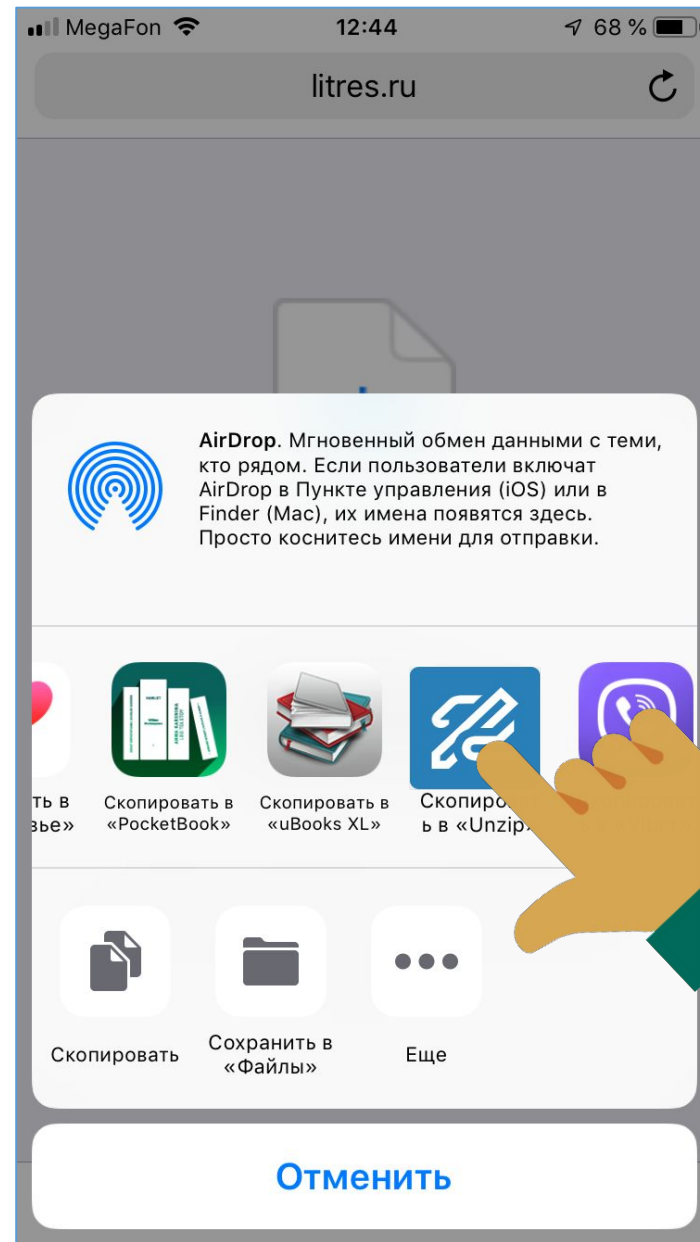 MegaFon 12:44 68 %
litres.ru
AirDrop. Мгновенный обмен данными с теми,
кто рядом. Если пользователи включат
AirDrop в Пункте управления (iOS) или в
Finder (Mac), их имена появятся здесь.
Просто коснитесь имени для отправки.
ть в
вье»
Скопировать в
«PocketBook»
Скопировать в
«uBooks XL»
Скопиро
ь в «Unzip»
Скопировать
Сохранить в
«Файлы»
Еще
Отменить